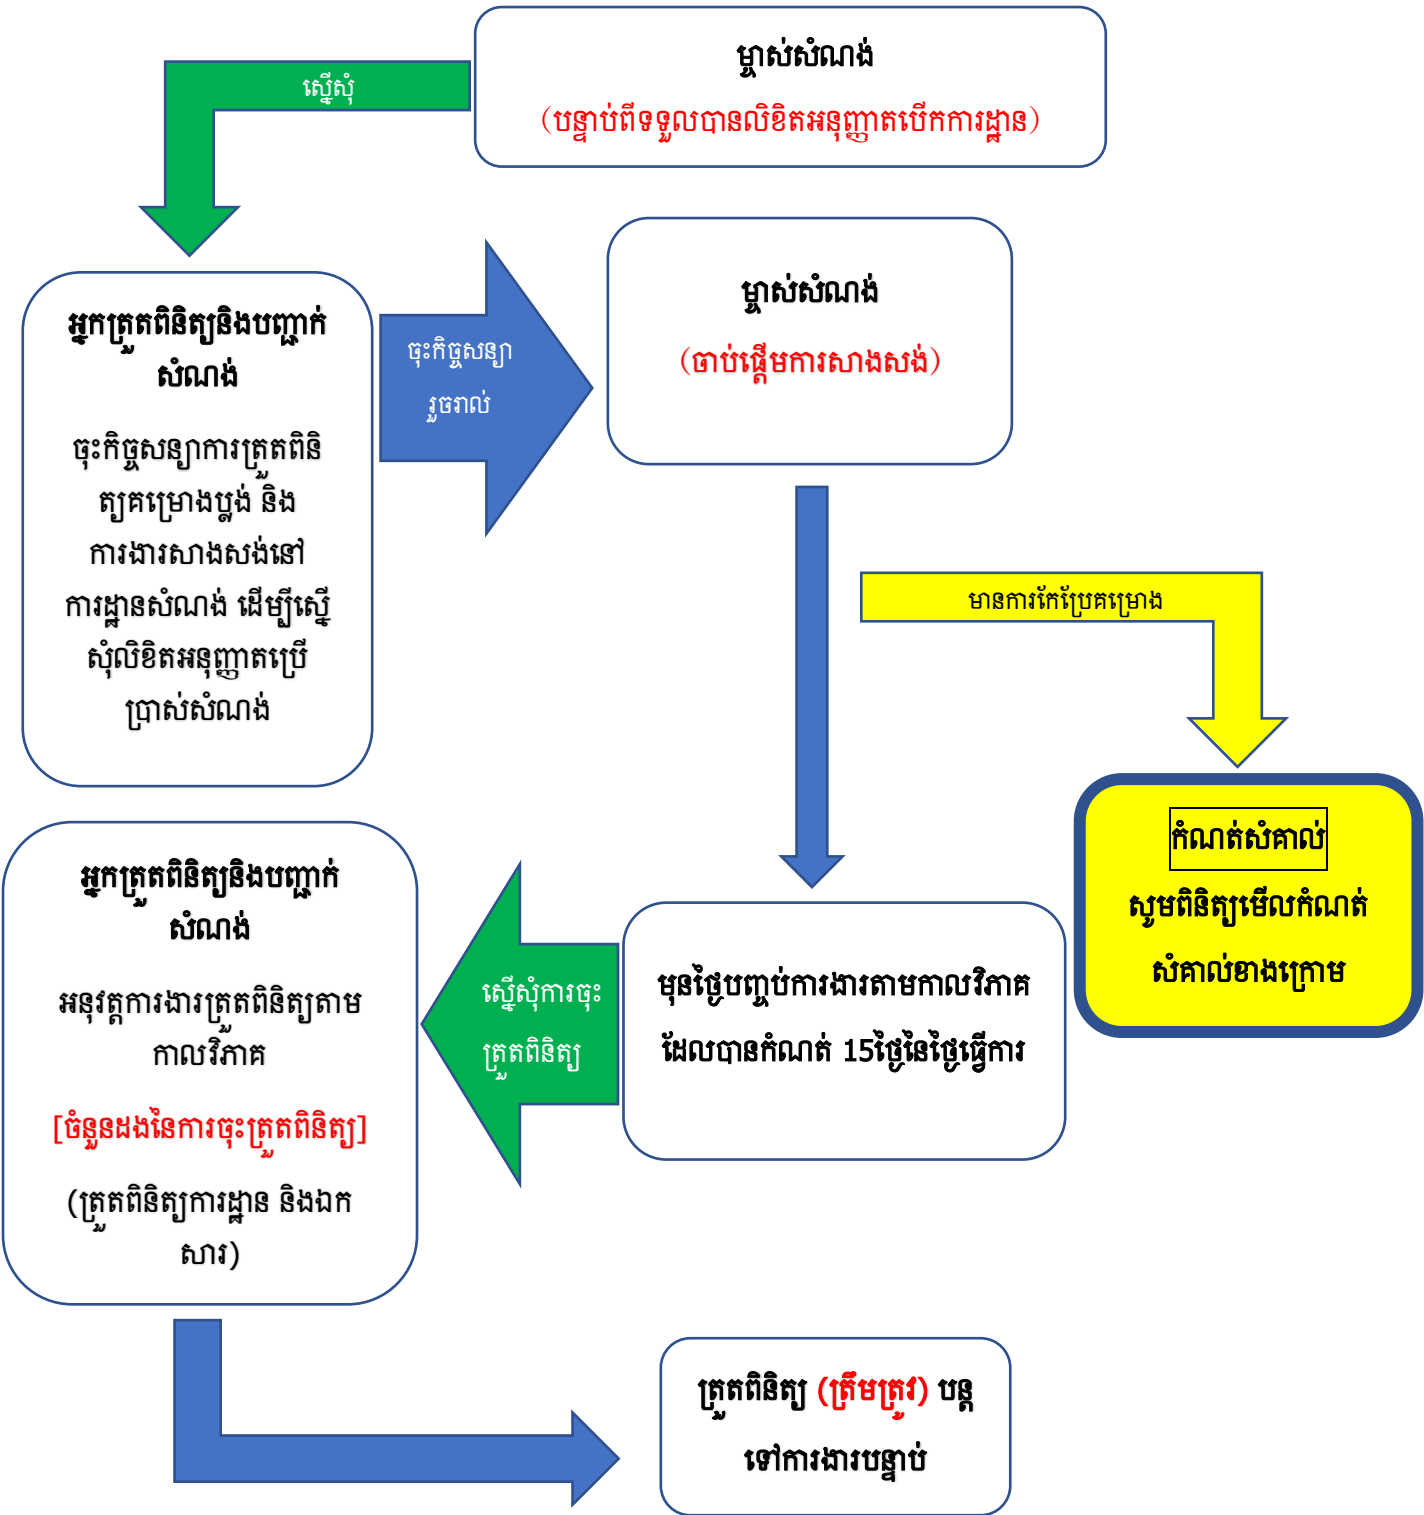 ម្ចាស់សំណង់
(បន្ទាប់ពីទទួលបានលិខិតអនុញ្ញាតបើកការដ្ឋាន)
ស្នើសុំ
អ្នកត្រួតពិនិត្យនិងបញ្ជាក់
សំណង់
ចុះកិច្ចសន្យាការត្រួតពិនិ
ត្យគម្រោងប្លង់ និង
ការងារសាងសង់នៅ
ការដ្ឋានសំណង់ ដើម្បីស្នើ
សុំលិខិតអនុញ្ញាតប្រើ
ប្រាស់សំណង់
ចុះកិច្ចសន្យា
រួចរាល់
ម្ចាស់សំណង់
(ចាប់ផ្តើមការសាងសង់)
មានការកែប្រែគម្រោង
កំណត់សំគាល់
សូមពិនិត្យមើលកំណត់
សំគាល់ខាងក្រោម
មុនថ្ងៃបញ្ចប់ការងារតាមកាលវិភាគ
ដែលបានកំណត់ 15ថ្ងៃនៃថ្ងៃធ្វើការ
ស្នើសុំការចុះ
ត្រួតពិនិត្យ
អ្នកត្រួតពិនិត្យនិងបញ្ជាក់
សំណង់
អនុវត្តការងារត្រួតពិនិត្យតាម
កាលវិភាគ
[ចំនួនដងនៃការចុះត្រួតពិនិត្យ]
(ត្រួតពិនិត្យការដ្ឋាន និងឯក
សារ)
ត្រួតពិនិត្យ (ត្រឹមត្រូវ) បន្ត
ទៅការងារបន្ទាប់